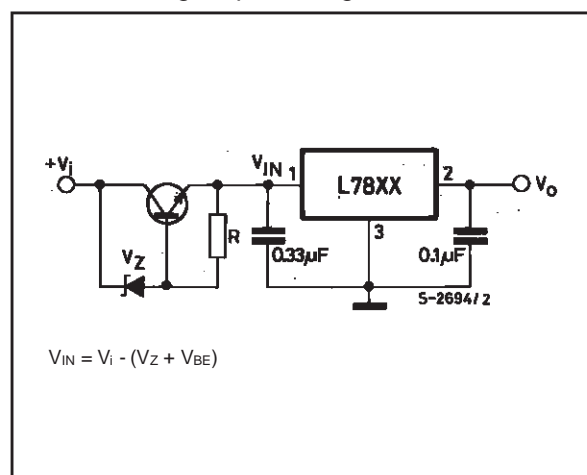 +Vi
VZ
R
VIN 1
0.33µF
L78XX
3
2
VO
0.1µF
S-2694/2
VIN = Vi - (VZ + VBE)